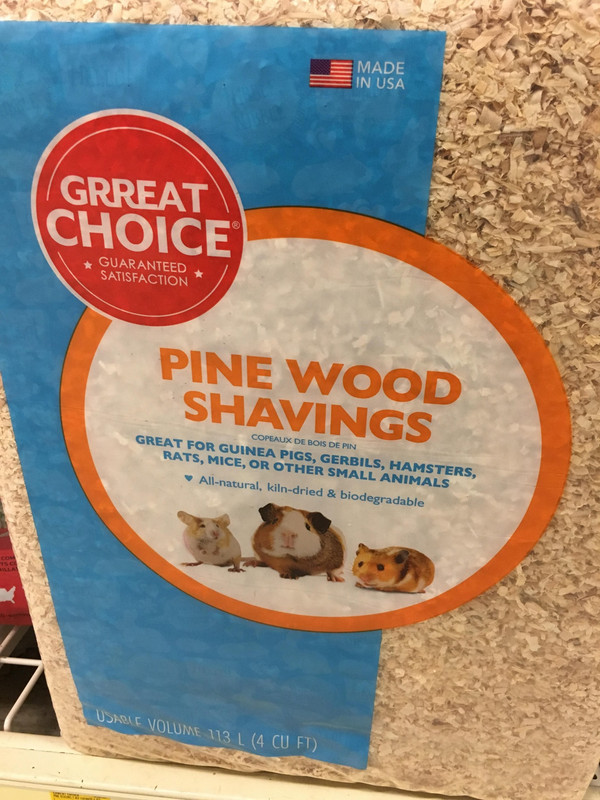 MADE
IN USA
GRREAT
CHOICE®
GUARANTEED
SATISFACTION
PINE WOOD
SHAVINGS
COPEAUX DE BOIS DE PIN
GREAT FOR GUINEA PIGS, GERBILS, HAMSTERS,
RATS, MICE, OR OTHER SMALL ANIMALS
♥ All-natural, kiln-dried & biodegradable
USABLE VOLUME 113 L (4 CU FT)